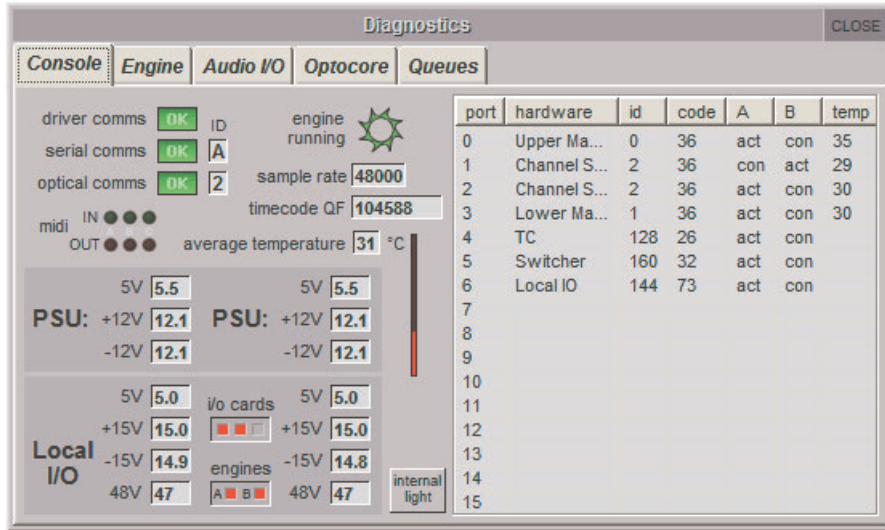 Diagnostics CLOSE
Console Engine Audio I/O Optocore Queues
driver comms OK
ID
serial comms OK A
optical comms OK 2
engine running
sample rate 48000
timecode QF 104588
midi IN
A B C
OUT
average temperature 31 °C
PSU: 5V 5.5
+12V 12.1
-12V 12.1
PSU: 5V 5.5
+12V 12.1
-12V 12.1
Local I/O
5V 5.0
+15V 15.0
-15V 14.9
48V 47
i/o cards
engines
A B
5V 5.0
+15V 15.0
-15V 14.8
48V 47
internal light
port hardware id code A B temp
0 Upper Ma... 0 36 act con 35
1 Channel S... 2 36 con act 29
2 Channel S... 2 36 act con 30
3 Lower Ma... 1 36 act con 30
4 TC 128 26 act con
5 Switcher 160 32 act con
6 Local IO 144 73 act con
7
8
9
10
11
12
13
14
15